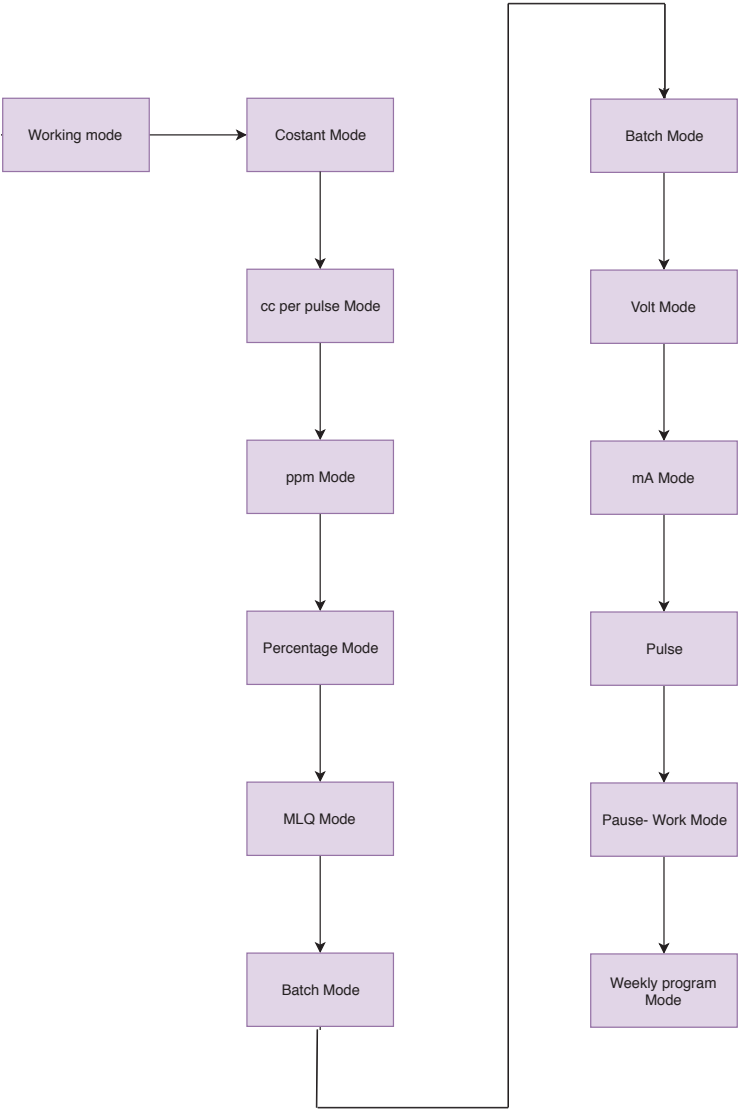 Working mode
Costant Mode
cc per pulse Mode
ppm Mode
Percentage Mode
MLQ Mode
Batch Mode
Batch Mode
Volt Mode
mA Mode
Pulse
Pause- Work Mode
Weekly program
Mode